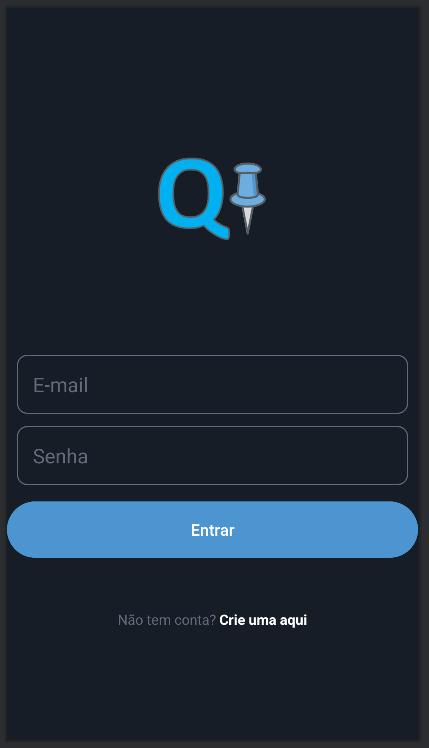 Q
E-mail
Senha
Entrar
Não tem conta? Crie uma aqui